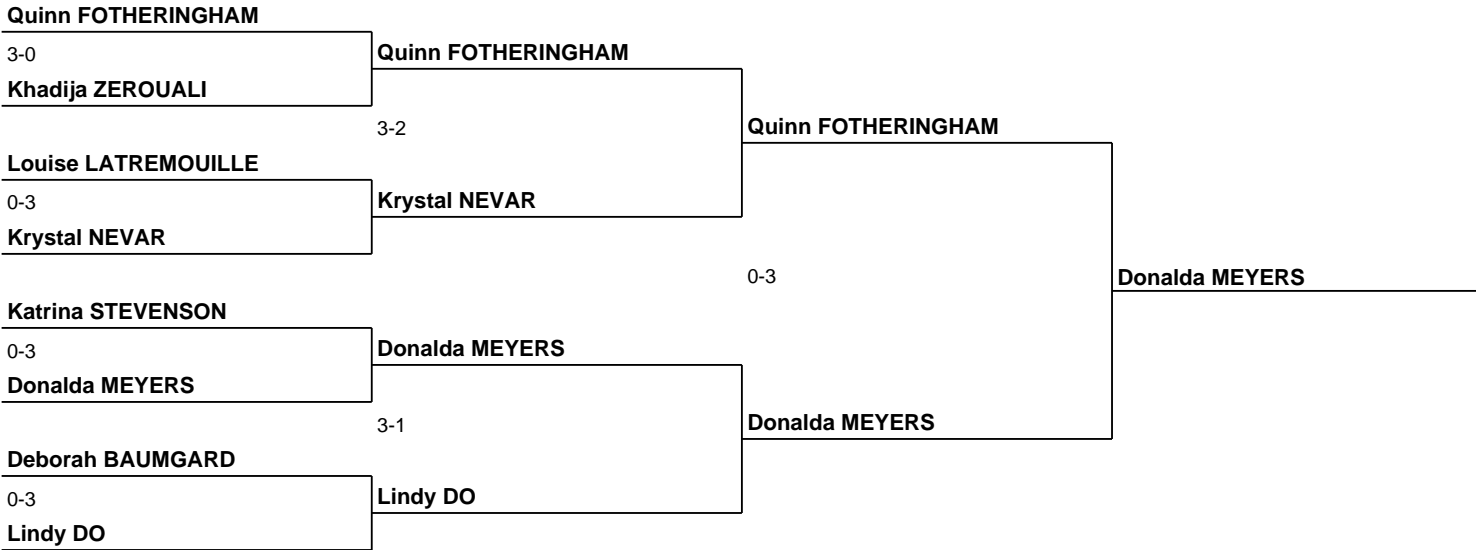 Quinn FOTHERINGHAM
3-0
Quinn FOTHERINGHAM
Khadija ZEROUALI
3-2
Quinn FOTHERINGHAM
Louise LATREMOUILLE
0-3
Krystal NEVAR
Krystal NEVAR
0-3
Donalda MEYERS
Katrina STEVENSON
0-3
Donalda MEYERS
Donalda MEYERS
3-1
Donalda MEYERS
Deborah BAUMGARD
0-3
Lindy DO
Lindy DO